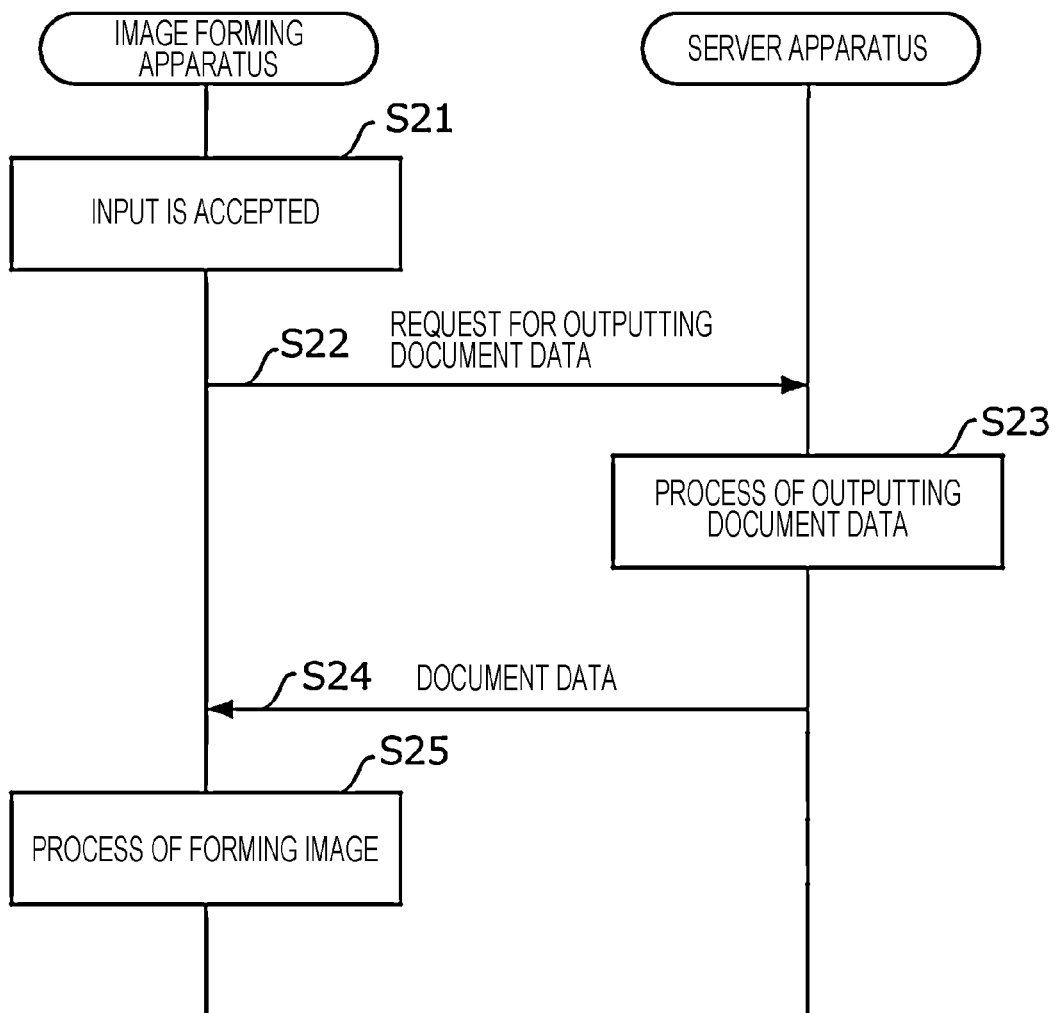 IMAGE FORMING
APPARATUS
SERVER APPARATUS
S21
INPUT IS ACCEPTED
S22
REQUEST FOR OUTPUTTING
DOCUMENT DATA
S23
PROCESS OF OUTPUTTING
DOCUMENT DATA
S24
DOCUMENT DATA
S25
PROCESS OF FORMING IMAGE